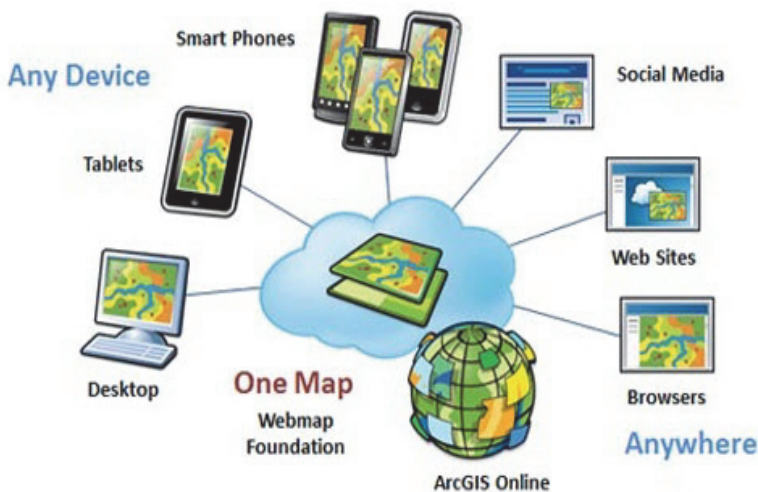 Smart Phones
Any Device
Social Media
Tablets
Web Sites
Desktop
One Map
Webmap
Foundation
Browsers
Anywhere
ArcGIS Online